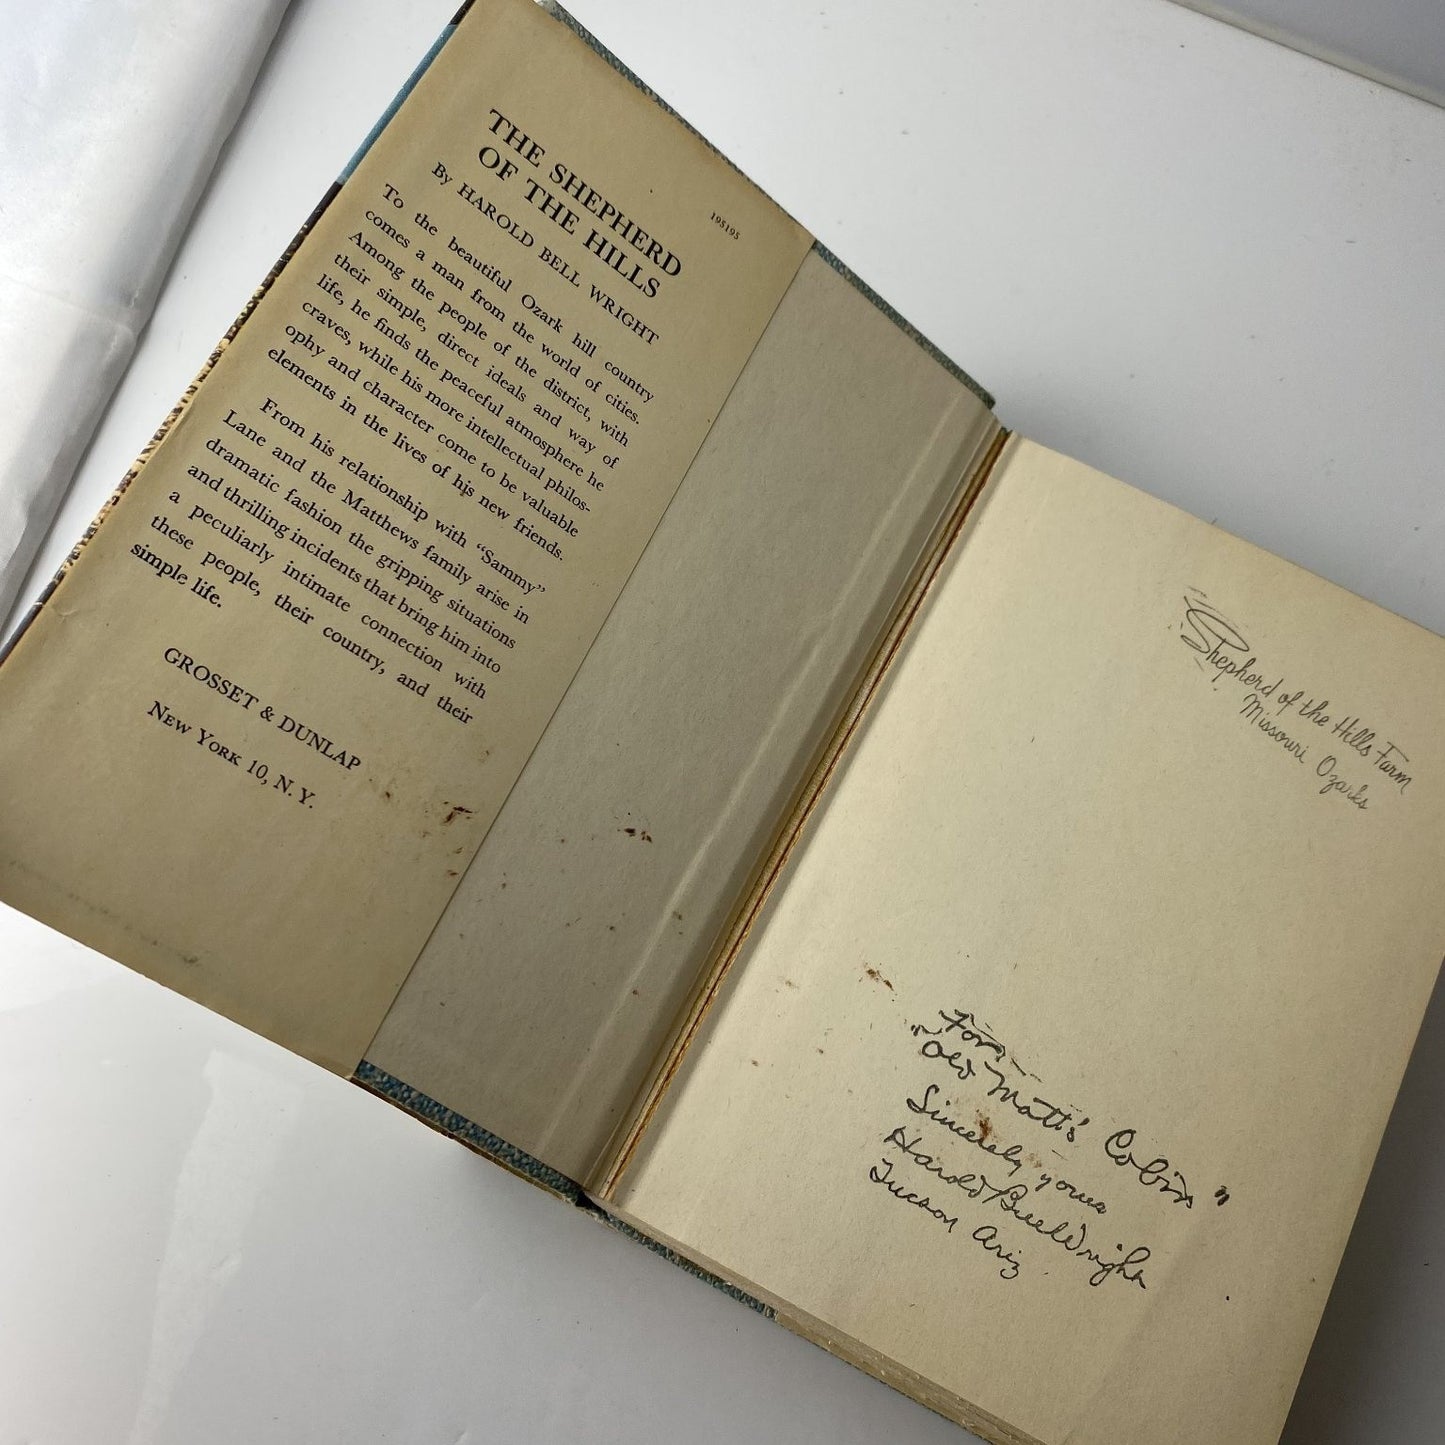 195195
THE SHEPHERD
OF THE HILLS
By HAROLD BELL WRIGHT
To the beautiful Ozark hill country
comes a man from the world of cities.
Among the people of the district, with
their simple, direct ideals and way of
life, he finds the peaceful atmosphere he
craves, while his more intellectual philos-
ophy and character come to be valuable
elements in the lives of his new friends.
From his relationship with "Sammy"
Lane and the Matthews family arise in
dramatic fashion the gripping situations
and thrilling incidents that bring him into
a peculiarly intimate connection with
these people, their country, and their
simple life.
GROSSET & DUNLAP
NEW YORK 10, N. Y.
Shepherd of the Hills Farm
Missouri Ozarks
For
"Old Matts' Cabin"
Sincerely yours
Harold Bell Wright
Tucson Ariz